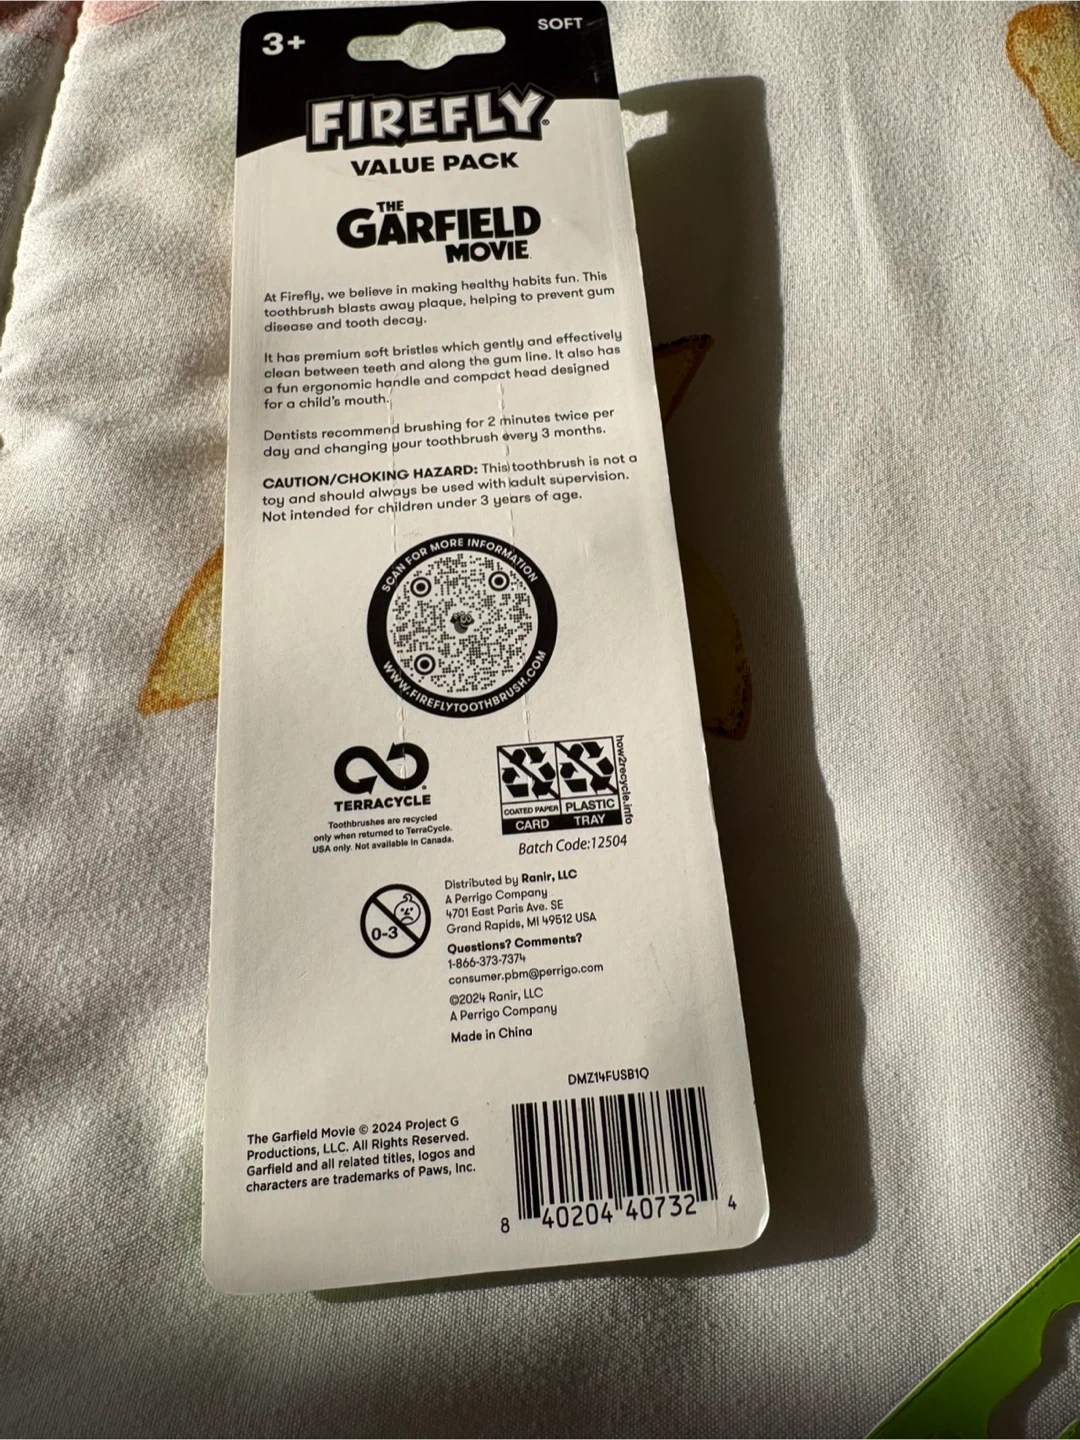 3+
SOFT
FIREFLY®
VALUE PACK
THE
GARFIELD
MOVIE
At Firefly, we believe in making healthy habits fun. This
toothbrush blasts away plaque, helping to prevent gum
disease and tooth decay.
It has premium soft bristles which gently and effectively
clean between teeth and along the gum line. It also has
a fun ergonomic handle and compact head designed
for a child's mouth.
Dentists recommend brushing for 2 minutes twice per
day and changing your toothbrush every 3 months.
CAUTION/CHOKING HAZARD: This toothbrush is not a
toy and should always be used with adult supervision.
Not intended for children under 3 years of age.
SCAN FOR MORE INFORMATION
WWW.FIREFLYTOOTHBRUSH.COM
TERRACYCLE
Toothbrushes are recycled
only when returned to TerraCycle.
USA only. Not available in Canada.
COATED PAPER
CARD
PLASTIC
TRAY
how2recycle.info
Batch Code:12504
0-3
Distributed by Ranir, LLC
A Perrigo Company
4701 East Paris Ave. SE
Grand Rapids, MI 49512 USA
Questions? Comments?
1-866-373-7374
consumer.pbm@perrigo.com
©2024 Ranir, LLC
A Perrigo Company
Made in China
DMZ14FUSB1Q
The Garfield Movie © 2024 Project G
Productions, LLC. All Rights Reserved.
Garfield and all related titles, logos and
characters are trademarks of Paws, Inc.
8 40204 40732 4